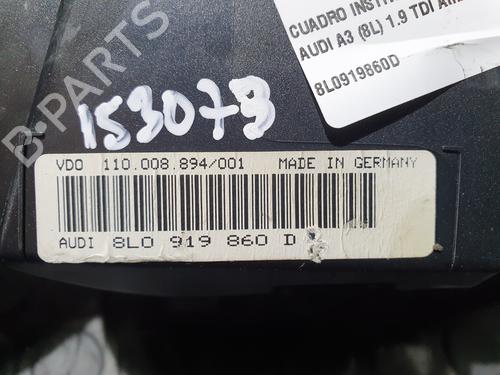 CUADRO
AUDI A3 (8L) 1.9 TDI
8L0919860D
153073
VDO 110.008.894/001 MADE IN GERMANY
AUDI 8L0 919 860 D
B-PARTS